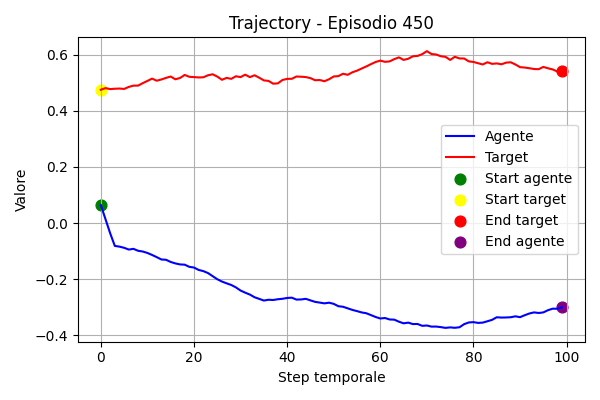 Trajectory - Episodio 450
Valore
0.6
0.4
0.2
0.0
−0.2
−0.4
Agente
Target
Start agente
Start target
End target
End agente
0
20
40
60
80
100
Step temporale